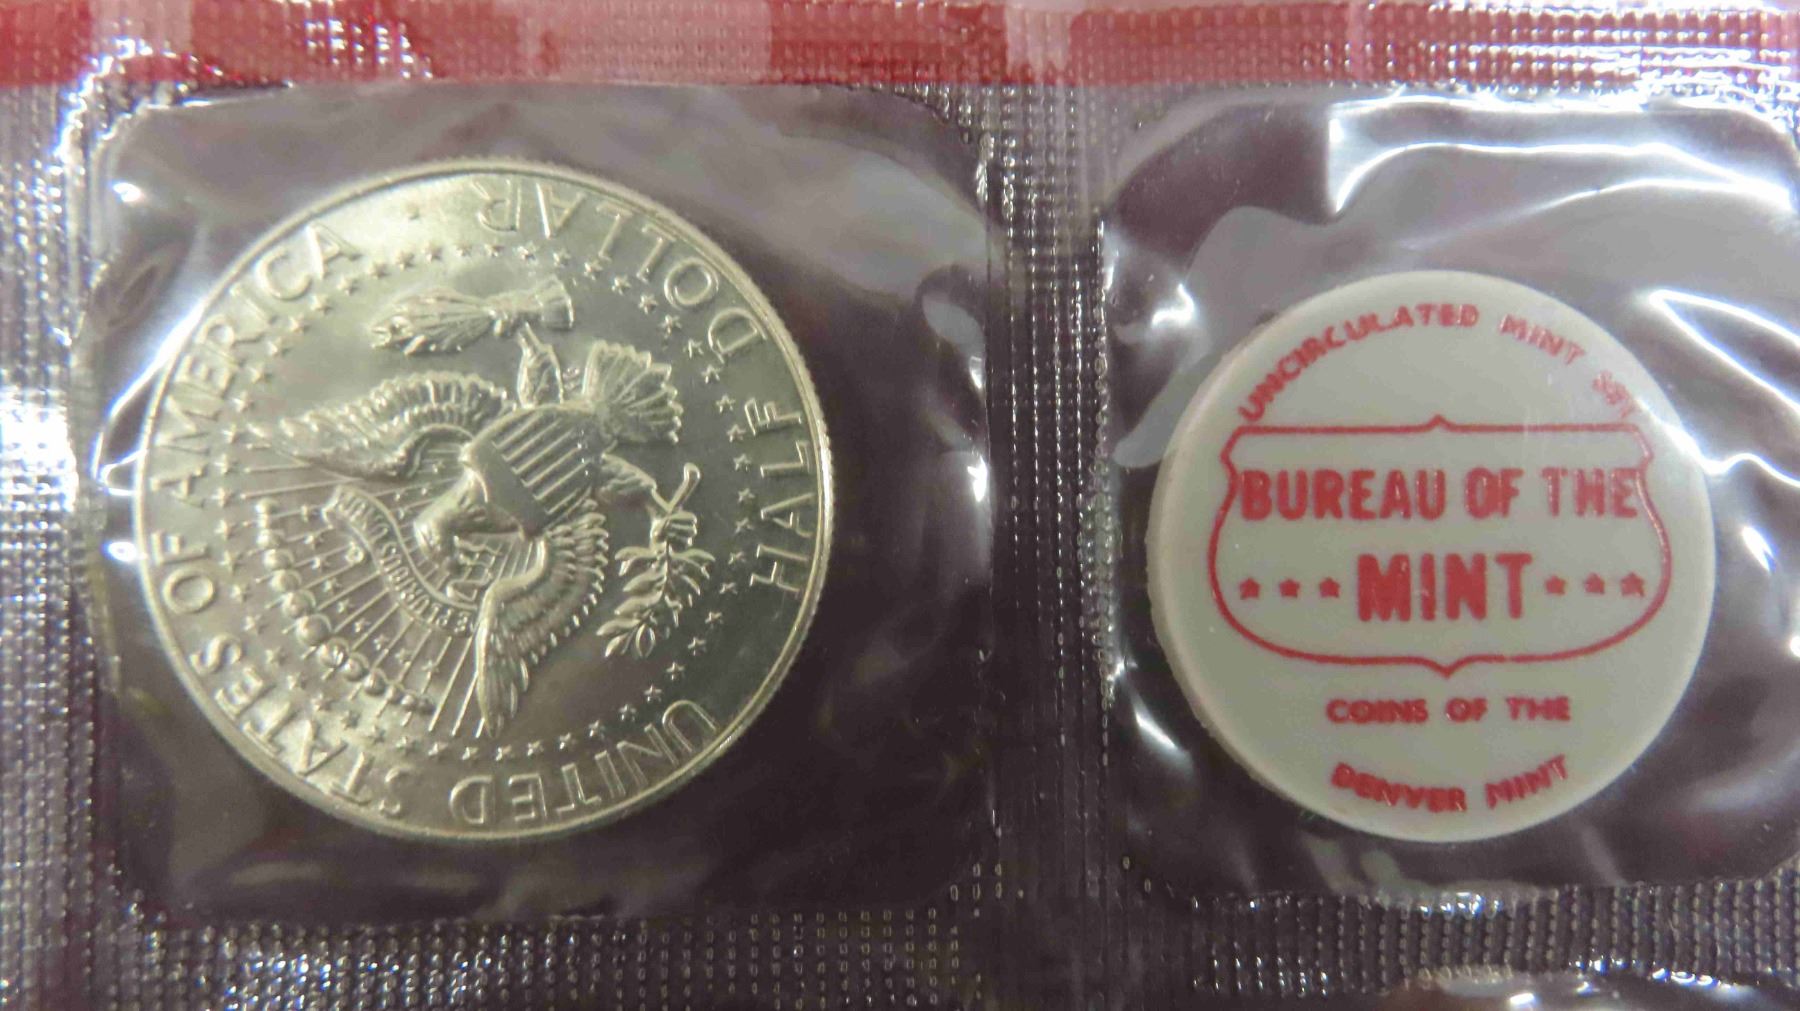 UNITED STATES OF AMERICA
HALF DOLLAR
UNCIRCULATED MINT SET
BUREAU OF THE
MINT
COINS OF THE
DENVER MINT